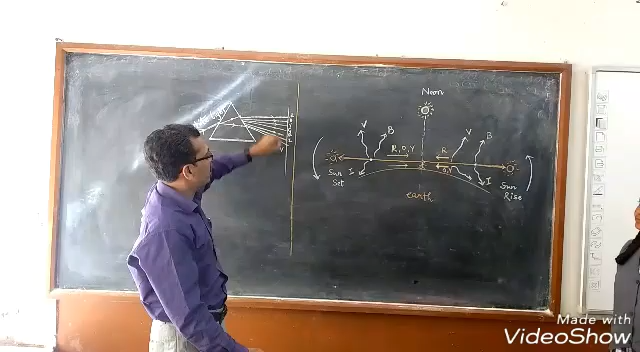 Noon
V
B
R, O, Y
R
V
B
Sun
Set
I
O, Y
I
Sun
Rise
earth
V
Made with
VideoShow